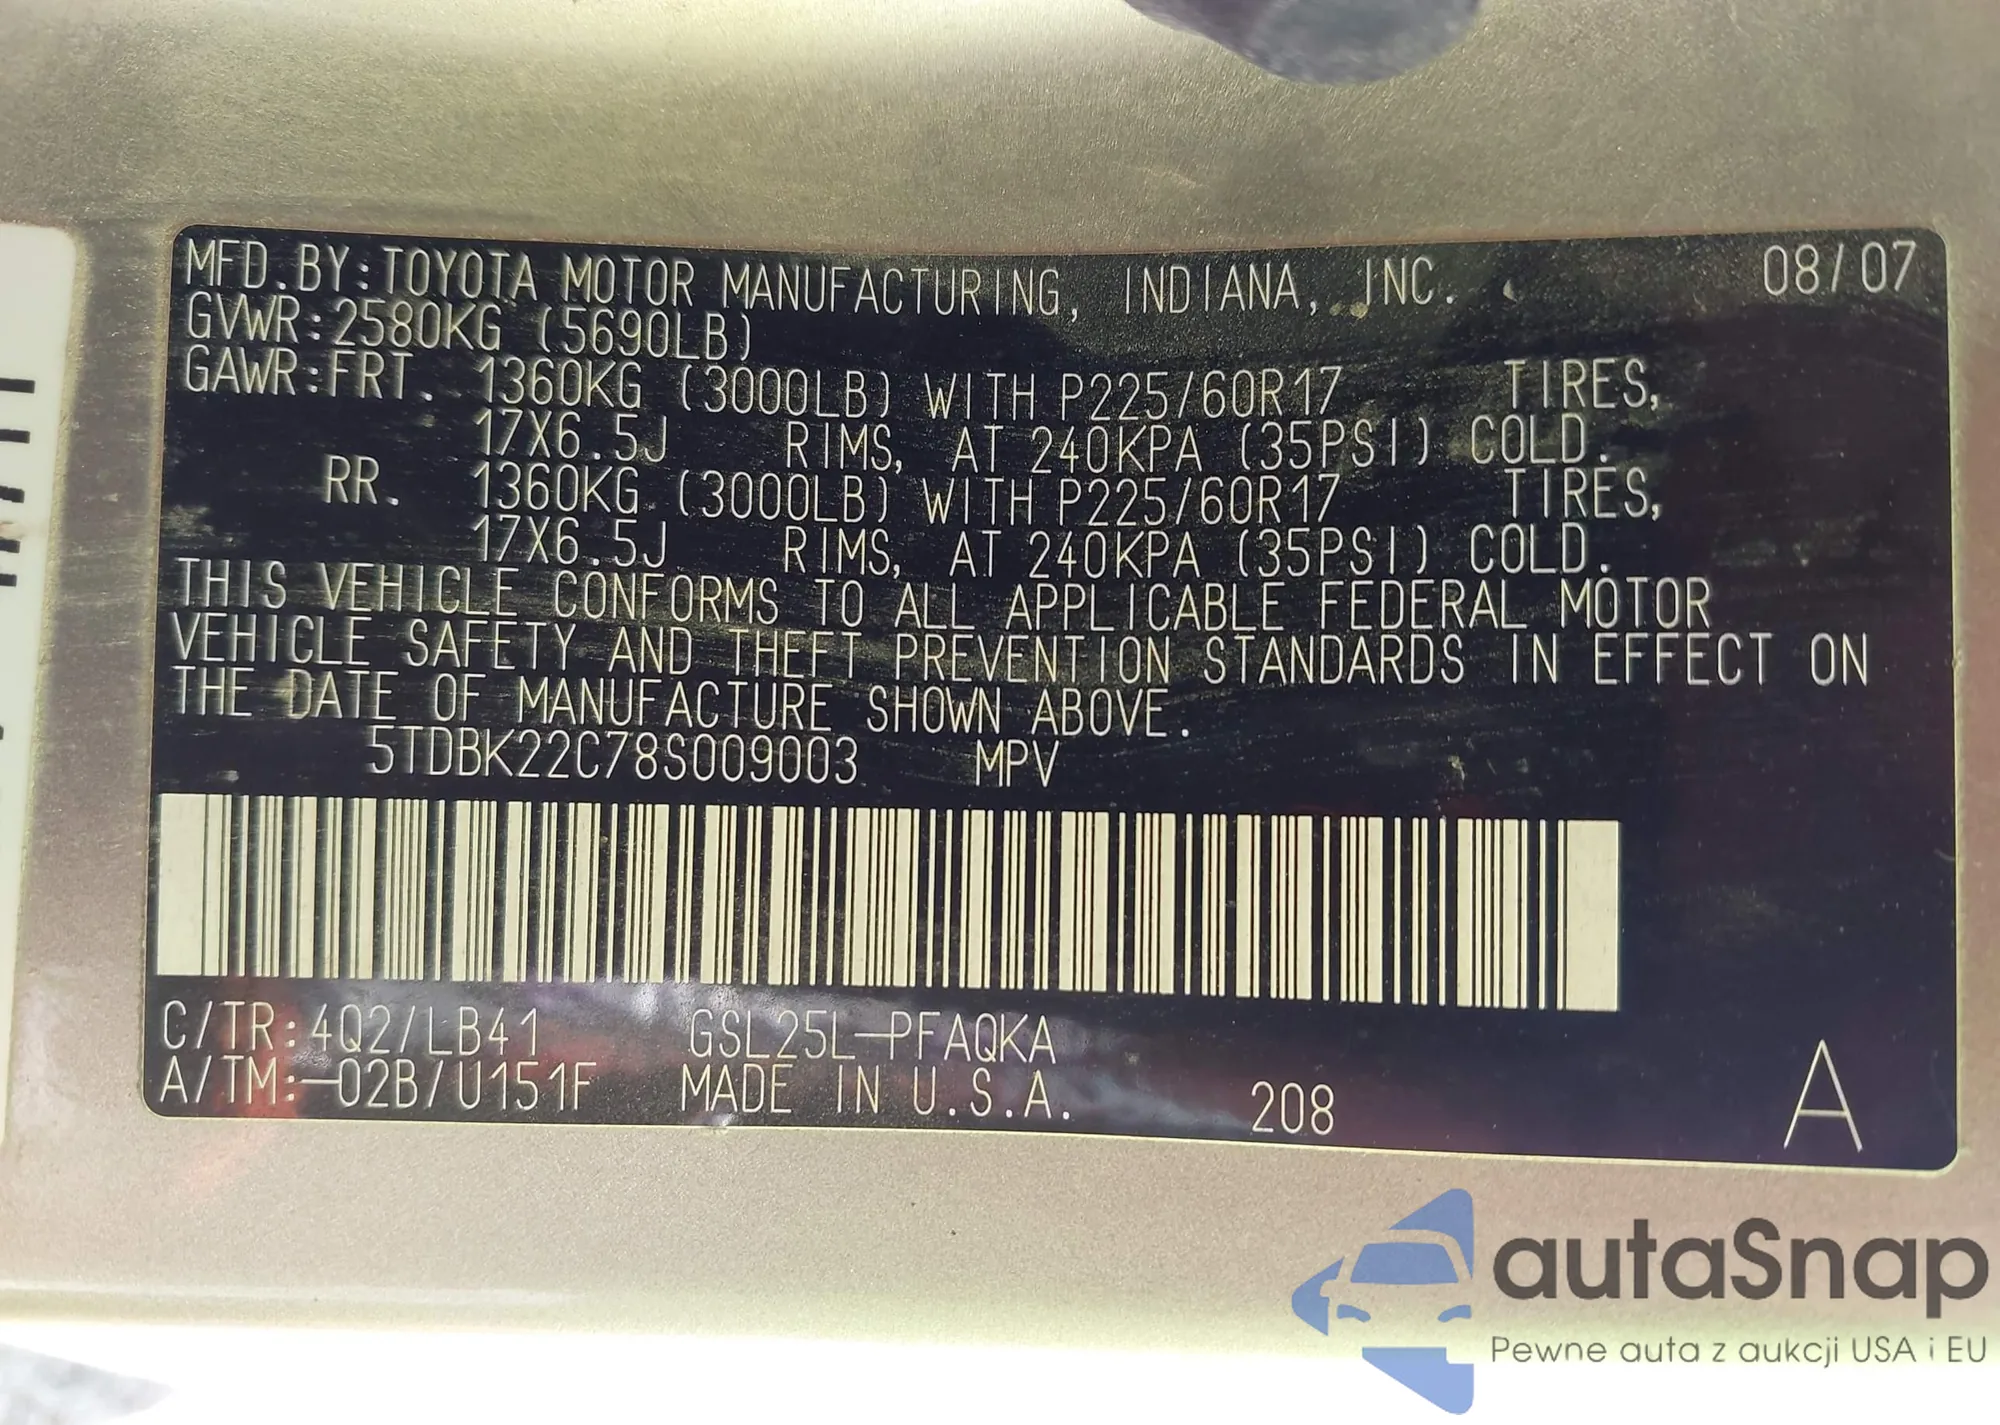 MFD.BY:TOYOTA MOTOR MANUFACTURING, INDIANA, INC. 08/07
GVWR:2580KG (5690LB)
GAWR:FRT. 1360KG (3000LB) WITH P225/60R17 TIRES,
17X6.5J RIMS, AT 240KPA (35PSI) COLD.
RR. 1360KG (3000LB) WITH P225/60R17 TIRES,
17X6.5J RIMS, AT 240KPA (35PSI) COLD.
THIS VEHICLE CONFORMS TO ALL APPLICABLE FEDERAL MOTOR
VEHICLE SAFETY AND THEFT PREVENTION STANDARDS IN EFFECT ON
THE DATE OF MANUFACTURE SHOWN ABOVE.
5TDBK22C78S009003 MPV
C/TR:4Q2/LB41 GSL25L-PFAQKA
A/TM:-02B/U151F MADE IN U.S.A. 208 A
autaSnap
Pewne auta z aukcji USA i EU